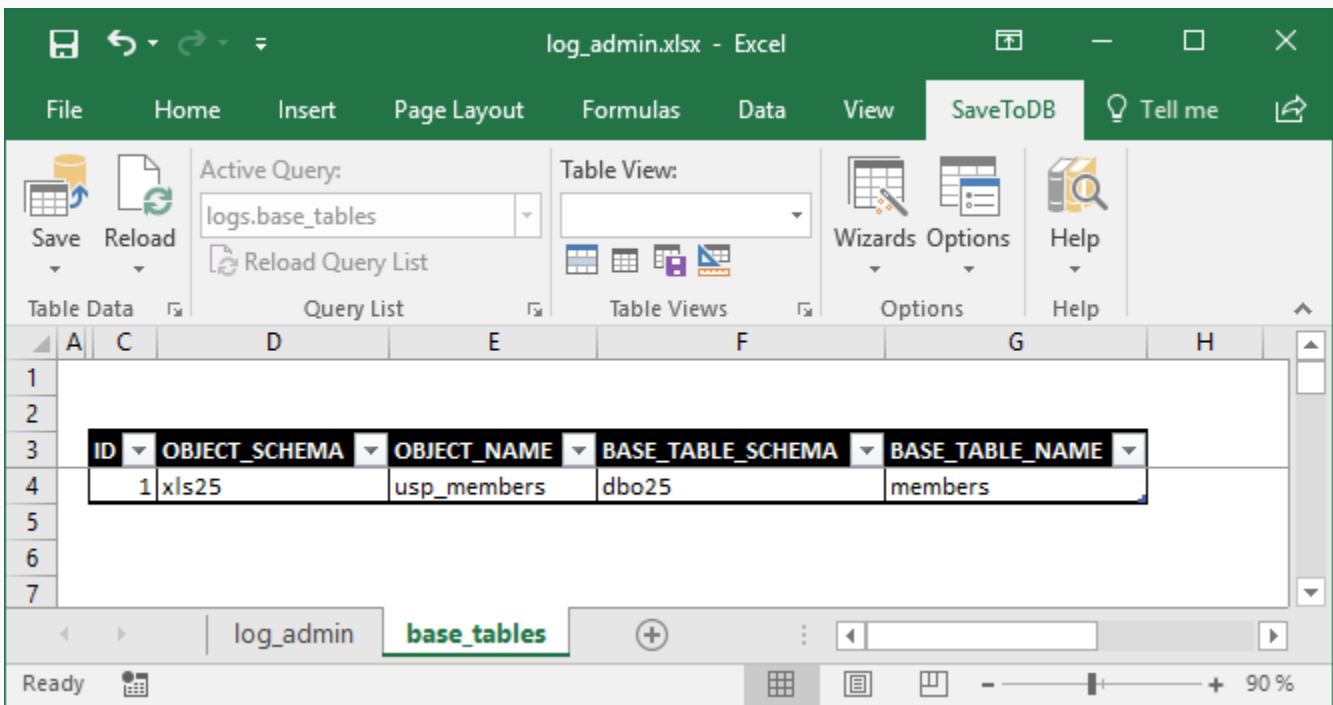 log_admin.xlsx - Excel
File Home Insert Page Layout Formulas Data View SaveToDB Tell me
Active Query: Table View:
logs.base_tables
Save Reload Reload Query List Wizards Options Help
Table Data Query List Table Views Options Help
A C D E F G H
1
2
3 ID OBJECT_SCHEMA OBJECT_NAME BASE_TABLE_SCHEMA BASE_TABLE_NAME
4 1 xls25 usp_members dbo25 members
5
6
7
log_admin base_tables
Ready - + 90 %